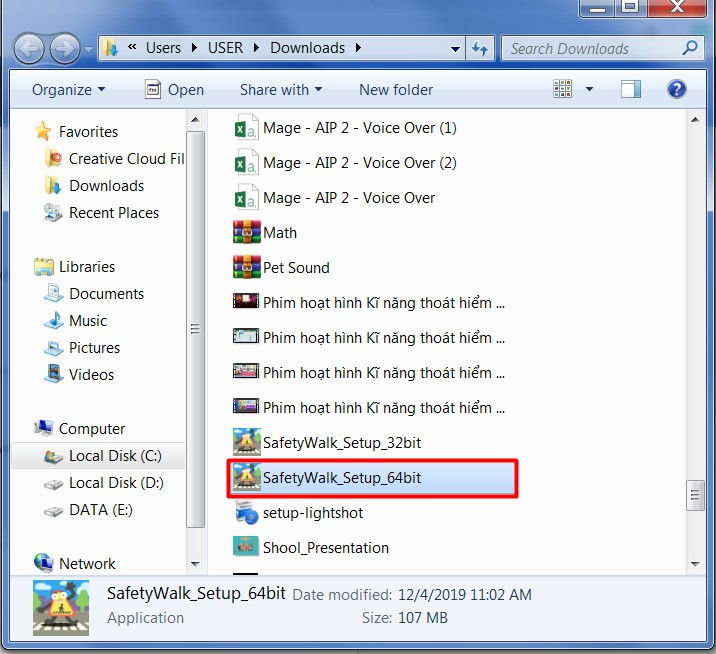 « Users ▸ USER ▸ Downloads ▸
Search Downloads
Organize
Open
Share with
New folder
Favorites
Creative Cloud Fil
Downloads
Recent Places
Libraries
Documents
Music
Pictures
Videos
Computer
Local Disk (C:)
Local Disk (D:)
DATA (E:)
Network
Mage - AIP 2 - Voice Over (1)
Mage - AIP 2 - Voice Over (2)
Mage - AIP 2 - Voice Over
Math
Pet Sound
Phim hoạt hình Kĩ năng thoát hiểm ...
Phim hoạt hình Kĩ năng thoát hiểm ...
Phim hoạt hình Kĩ năng thoát hiểm ...
Phim hoạt hình Kĩ năng thoát hiểm ...
SafetyWalk_Setup_32bit
SafetyWalk_Setup_64bit
setup-lightshot
Shool_Presentation
SafetyWalk_Setup_64bit Date modified: 12/4/2019 11:02 AM
Application Size: 107 MB